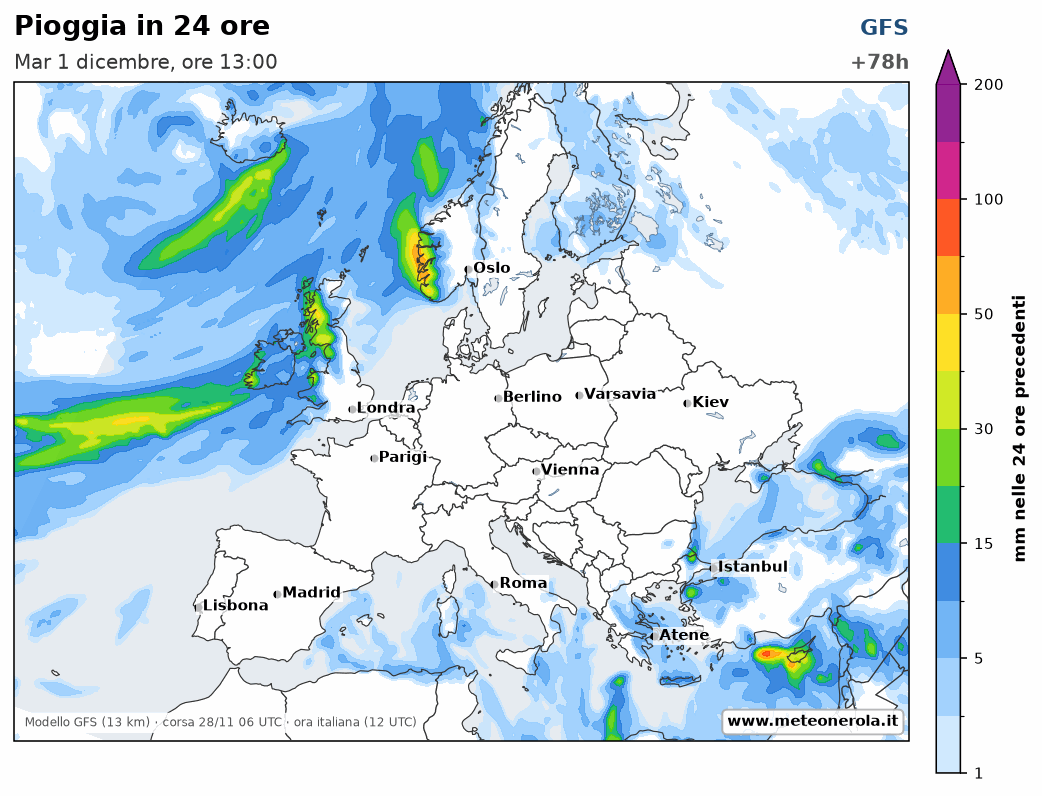 Pioggia in 24 ore
GFS
Mar 1 dicembre, ore 13:00
+78h
200
100
50
30
15
5
1
mm nelle 24 ore precedenti
Oslo
Berlino
Varsavia
Kiev
Londra
Parigi
Vienna
Istanbul
Roma
Madrid
Lisbona
Atene
Modello GFS (13 km) · corsa 28/11 06 UTC · ora italiana (12 UTC)
www.meteonerola.it